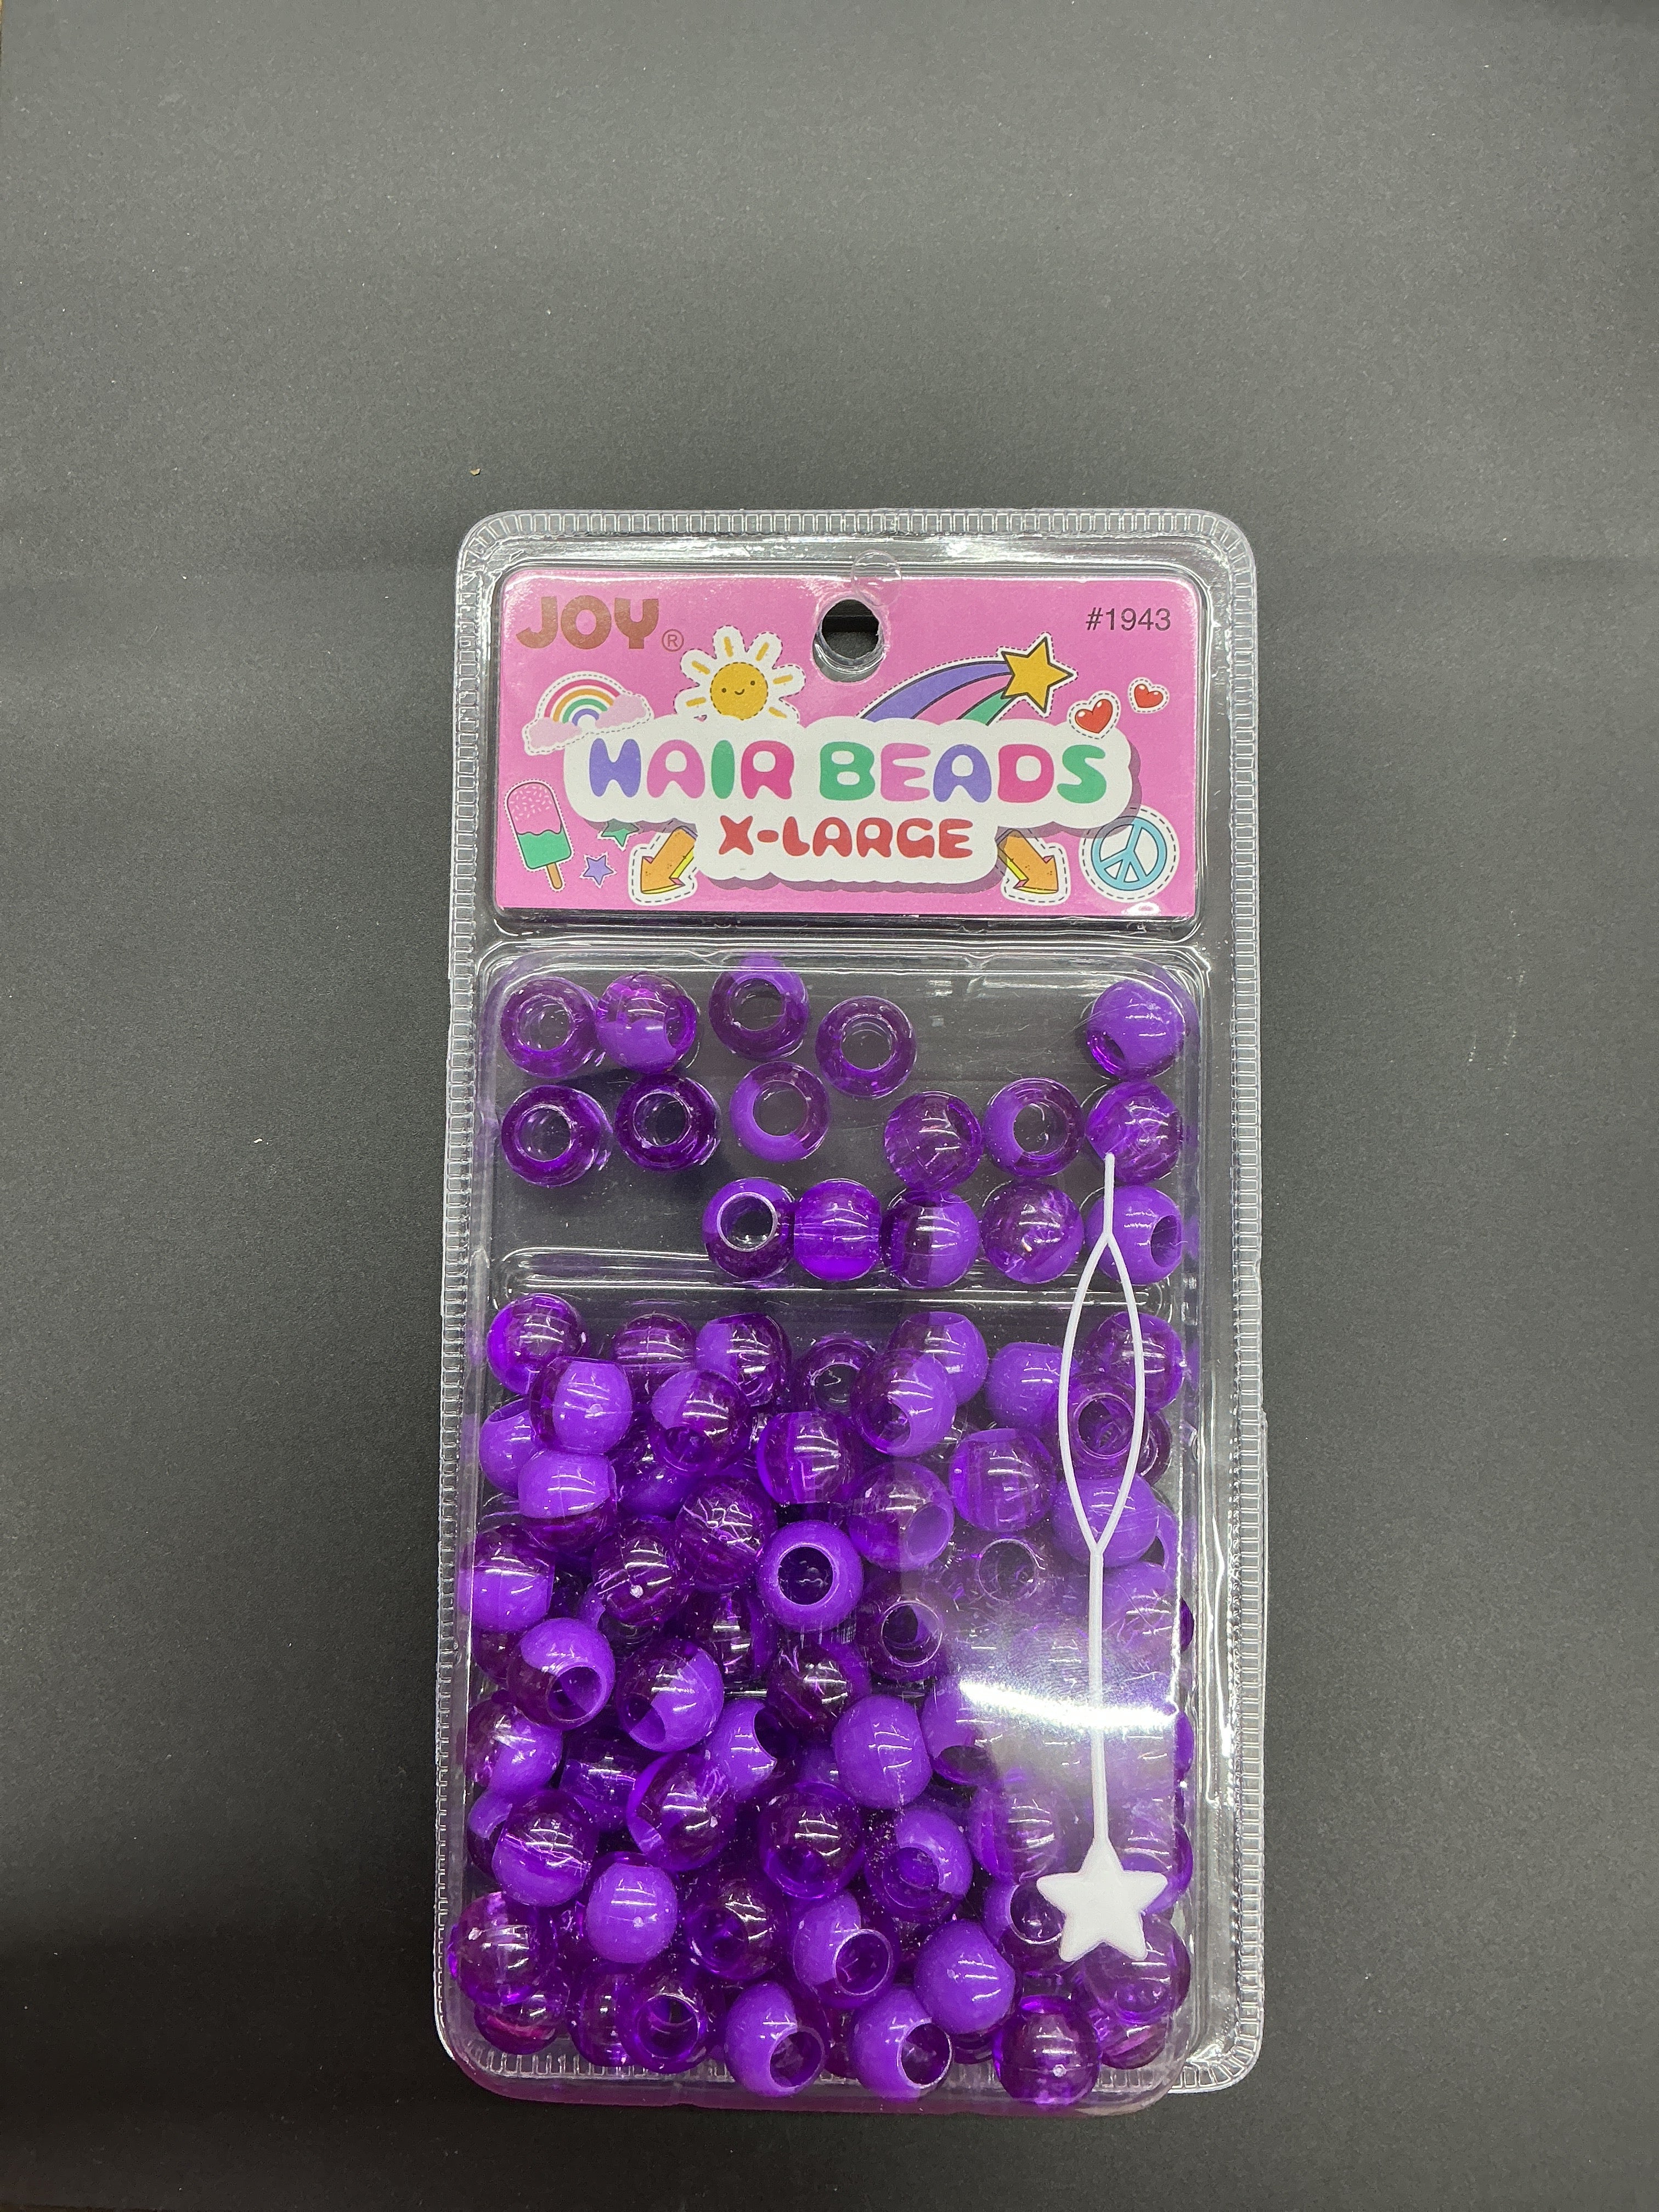 JOY®
#1943
HAIR BEADS
X-LARGE